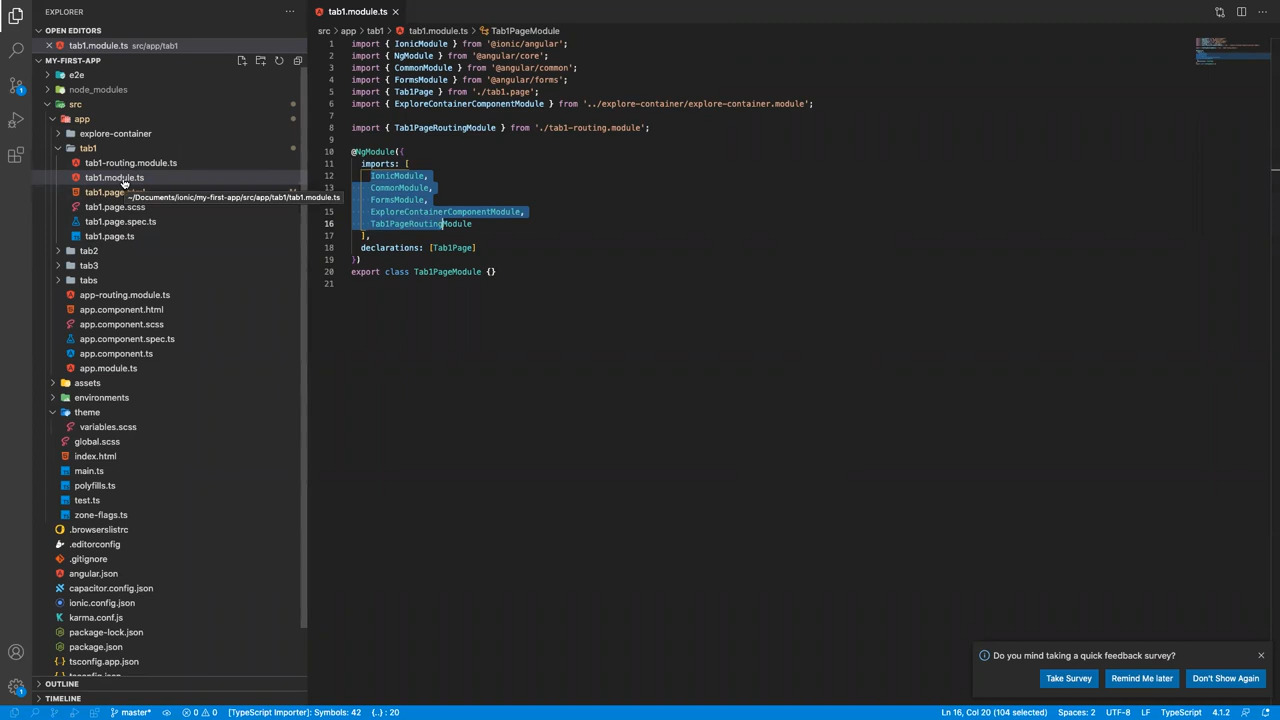 EXPLORER
OPEN EDITORS
tab1.module.ts src/app/tab1
MY-FIRST-APP
e2e
node_modules
src
app
explore-container
tab1
tab1-routing.module.ts
tab1.module.ts
tab1.page
~/Documents/ionic/my-first-app/src/app/tab1/tab1.module.ts
tab1.page.scss
tab1.page.spec.ts
tab1.page.ts
tab2
tab3
tabs
app-routing.module.ts
app.component.html
app.component.scss
app.component.spec.ts
app.component.ts
app.module.ts
assets
environments
theme
variables.scss
global.scss
index.html
main.ts
polyfills.ts
test.ts
zone-flags.ts
.browserslistrc
.editorconfig
.gitignore
angular.json
capacitor.config.json
ionic.config.json
karma.conf.js
package-lock.json
package.json
tsconfig.app.json
OUTLINE
TIMELINE
tab1.module.ts
src > app > tab1 > tab1.module.ts > Tab1PageModule
1 import { IonicModule } from '@ionic/angular';
2 import { NgModule } from '@angular/core';
3 import { CommonModule } from '@angular/common';
4 import { FormsModule } from '@angular/forms';
5 import { Tab1Page } from './tab1.page';
6 import { ExploreContainerComponentModule } from '../explore-container/explore-container.module';
7
8 import { Tab1PageRoutingModule } from './tab1-routing.module';
9
10 @NgModule({
11 imports: [
12 IonicModule,
13 CommonModule,
14 FormsModule,
15 ExploreContainerComponentModule,
16 Tab1PageRoutingModule
17 ],
18 declarations: [Tab1Page]
19 })
20 export class Tab1PageModule {}
21
Do you mind taking a quick feedback survey?
Take Survey Remind Me later Don't Show Again
master* 0 0 [TypeScript Importer]: Symbols: 42 {..} : 20 Ln 16, Col 20 (104 selected) Spaces: 2 UTF-8 LF TypeScript 4.1.2